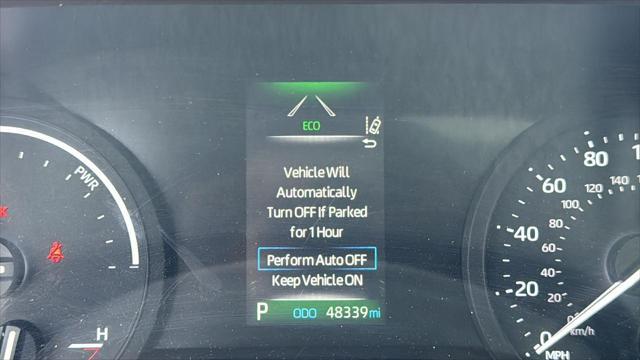 ECO
Vehicle Will
Automatically
Turn OFF If Parked
for 1 Hour
Perform Auto OFF
Keep Vehicle ON
P ODO 48339 mi
PWR
P
H
80
60
40
20
0
MPH
140
120
100
80
60
40
20
0
km/h